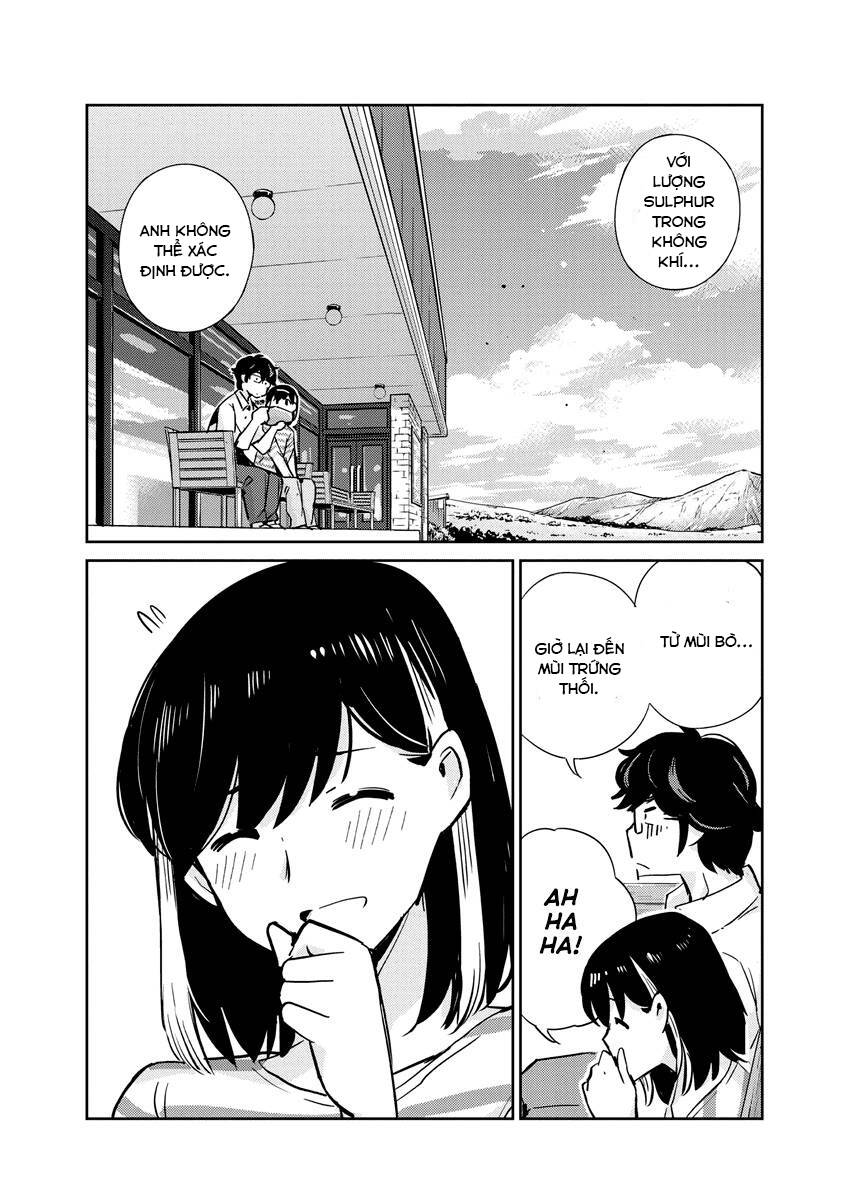 VỚI
LƯỢNG
SULPHUR
TRONG
KHÔNG
KHÍ...
ANH KHÔNG
THỂ XÁC
ĐỊNH ĐƯỢC.
TỪ MÙI BÒ...
GIỜ LẠI ĐẾN
MÙI TRỨNG
THỐI.
AH
HA
HA!